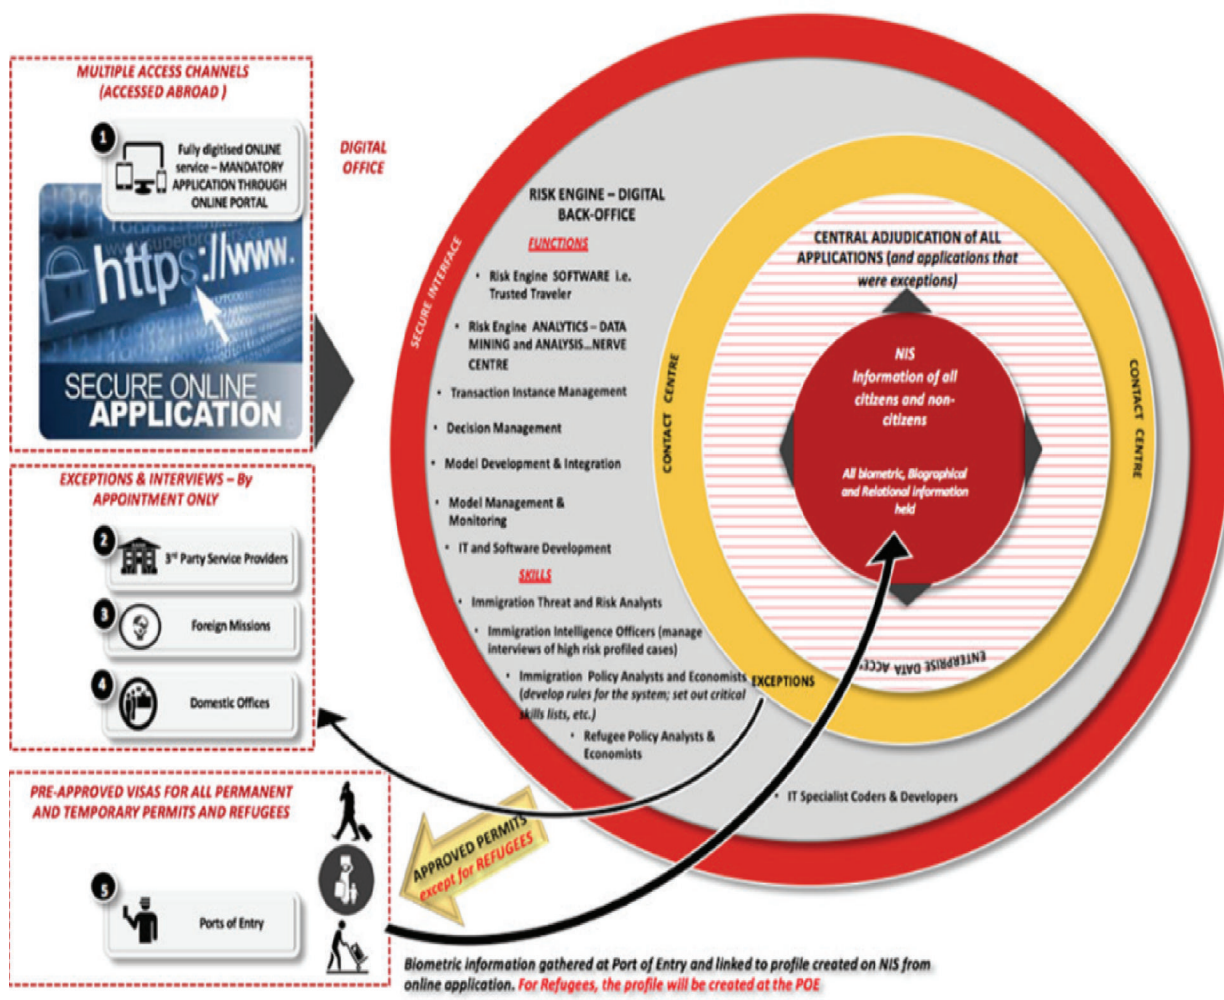 MULTIPLE ACCESS CHANNELS
(ACCESSED ABROAD )
1
Fully digitised ONLINE
service – MANDATORY
APPLICATION THROUGH
ONLINE PORTAL
https://www.
SECURE ONLINE
APPLICATION
DIGITAL
OFFICE
EXCEPTIONS & INTERVIEWS – By
APPOINTMENT ONLY
2
3rd Party Service Providers
3
Foreign Missions
4
Domestic Offices
PRE-APPROVED VISAS FOR ALL PERMANENT
AND TEMPORARY PERMITS AND REFUGEES
5
Ports of Entry
SECURE INTERFACE
RISK ENGINE – DIGITAL
BACK-OFFICE
FUNCTIONS
• Risk Engine SOFTWARE i.e.
Trusted Traveler
• Risk Engine ANALYTICS – DATA
MINING and ANALYSIS...NERVE
CENTRE
• Transaction Instance Management
• Decision Management
• Model Development & Integration
• Model Management &
Monitoring
• IT and Software Development
SKILLS
• Immigration Threat and Risk Analysts
• Immigration Intelligence Officers (manage
interviews of high risk profiled cases)
• Immigration Policy Analysts and Economists
(develop rules for the system; set out critical
skills lists, etc.)
• Refugee Policy Analysts &
Economists
• IT Specialist Coders & Developers
CONTACT CENTRE
EXCEPTIONS
CONTACT CENTRE
CENTRAL ADJUDICATION of ALL
APPLICATIONS (and applications that
were exceptions)
NIS
Information of all
citizens and non-
citizens
All biometric, Biographical
and Relational information
held
ENTERPRISE DATA
APPROVED PERMITS
except for REFUGEES
Biometric information gathered at Port of Entry and linked to profile created on NIS from
online application. For Refugees, the profile will be created at the POE